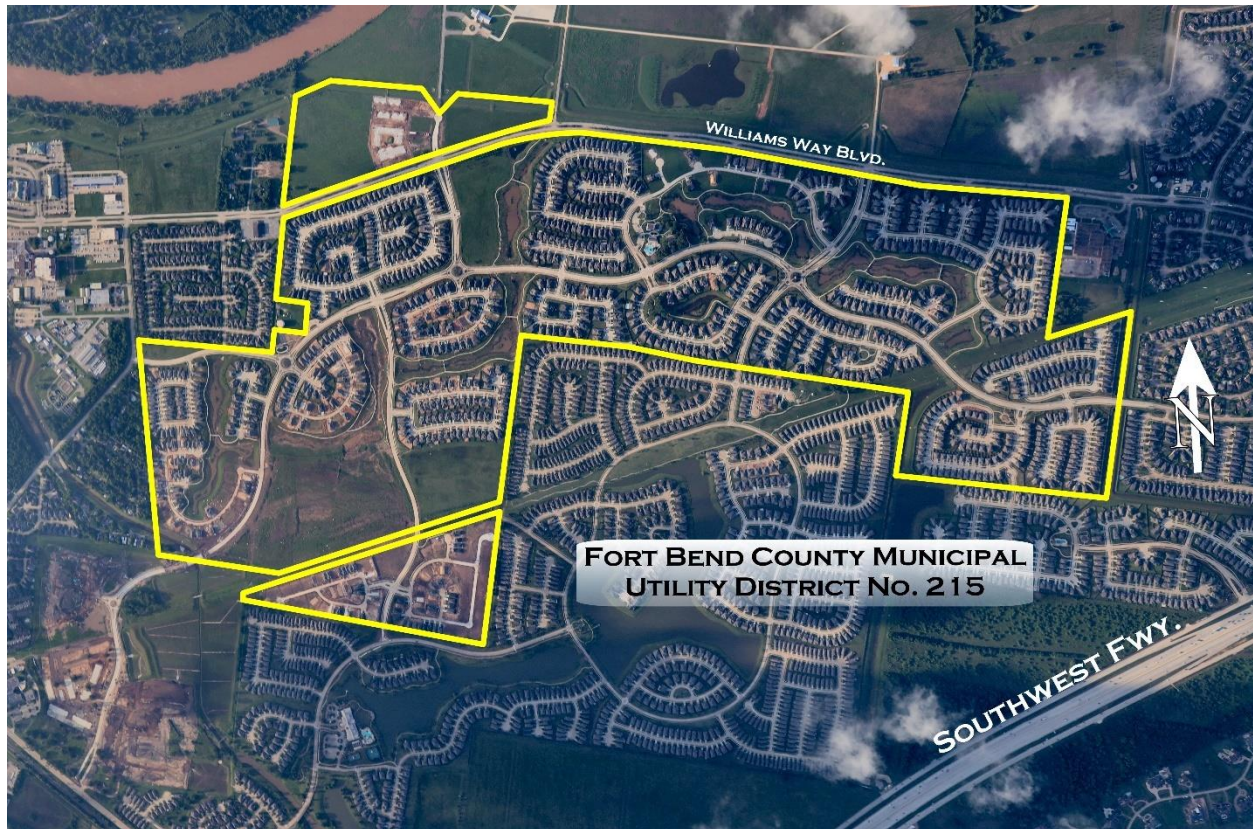 WILLIAMS WAY BLVD.
N
FORT BEND COUNTY MUNICIPAL
UTILITY DISTRICT NO. 215
SOUTHWEST FWY.